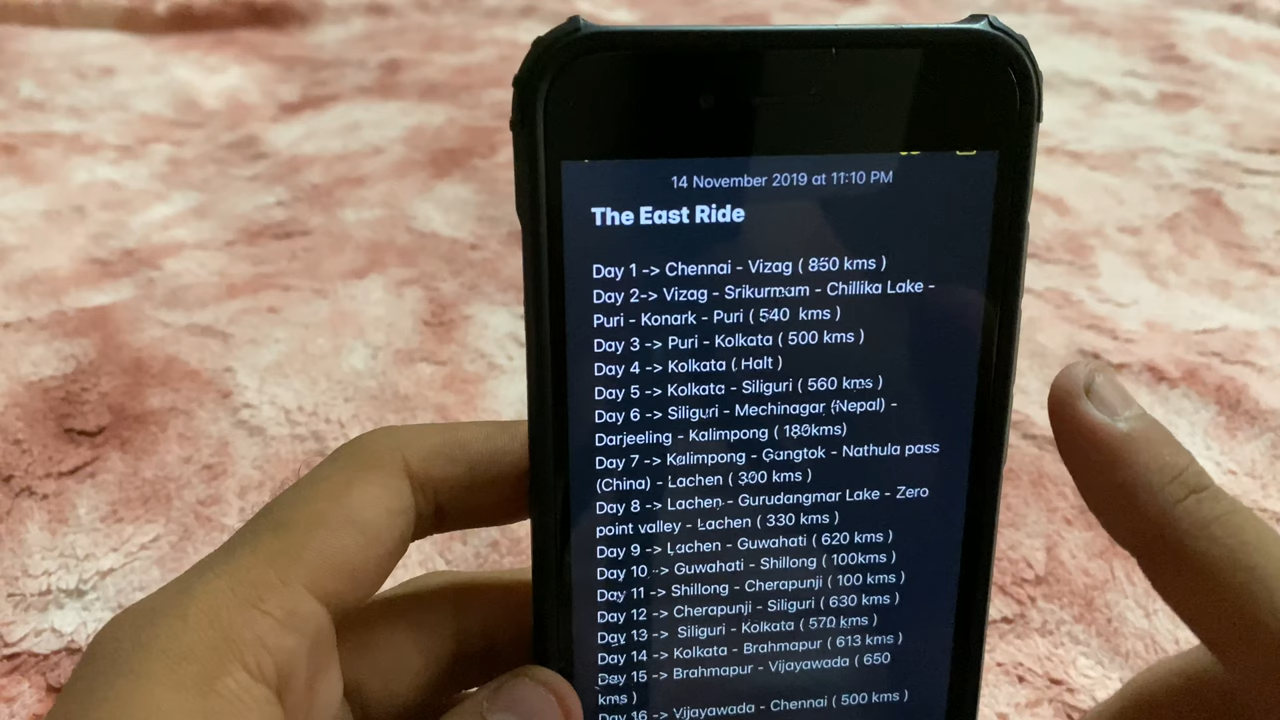 14 November 2019 at 11:10 PM
The East Ride
Day 1 -> Chennai - Vizag ( 850 kms )
Day 2-> Vizag - Srikurmam - Chillika Lake -
Puri - Konark - Puri ( 540 kms )
Day 3 -> Puri - Kolkata ( 500 kms )
Day 4 -> Kolkata ( Halt )
Day 5 -> Kolkata - Siliguri ( 560 kms )
Day 6 -> Siliguri - Mechinagar (Nepal) -
Darjeeling - Kalimpong ( 180kms)
Day 7 -> Kalimpong - Gangtok - Nathula pass
(China) - Lachen ( 300 kms )
Day 8 -> Lachen - Gurudangmar Lake - Zero
point valley - Lachen ( 330 kms )
Day 9 -> Lachen - Guwahati ( 620 kms )
Day 10 -> Guwahati - Shillong ( 100kms )
Day 11 -> Shillong - Cherapunji ( 100 kms )
Day 12 -> Cherapunji - Siliguri ( 630 kms )
Day 13 -> Siliguri - Kolkata ( 570 kms )
Day 14 -> Kolkata - Brahmapur ( 613 kms )
Day 15 -> Brahmapur - Vijayawada ( 650
kms )
Day 16 -> Vijayawada - Chennai ( 500 kms )